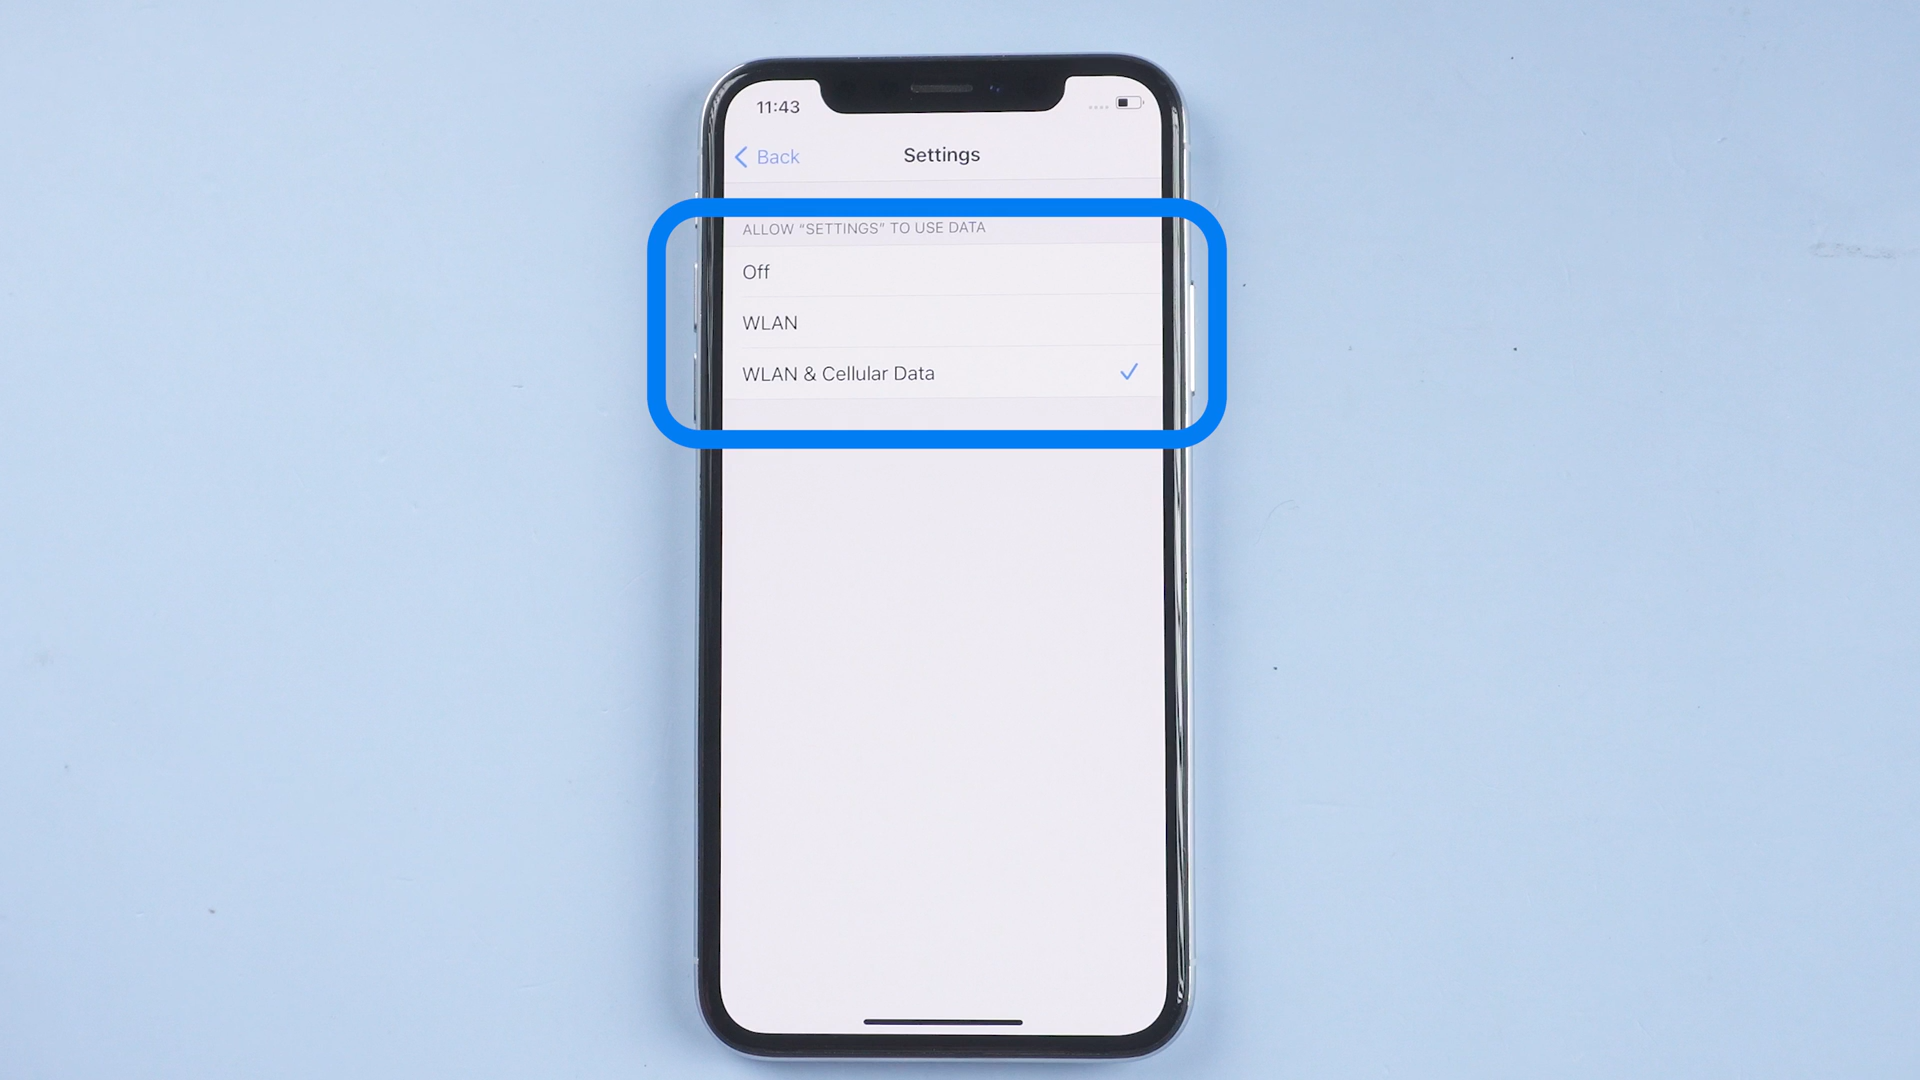 11:43
Back
Settings
ALLOW “SETTINGS” TO USE DATA
Off
WLAN
WLAN & Cellular Data